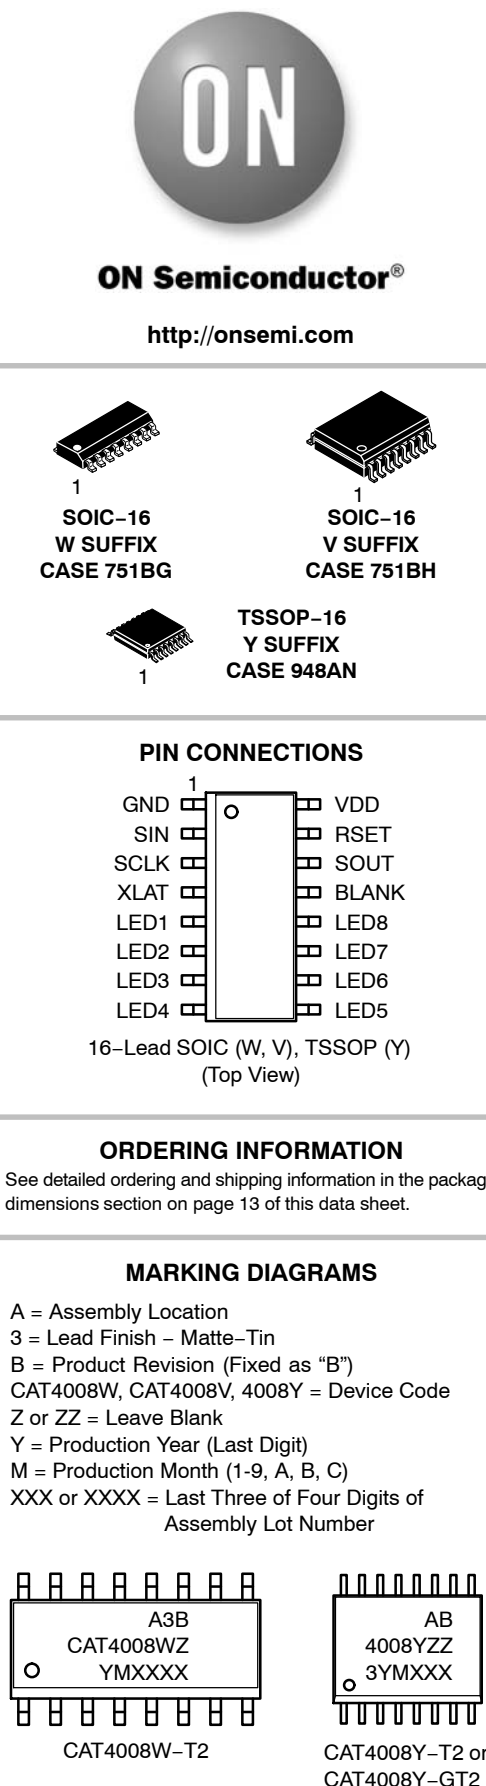 ON
ON Semiconductor®
http://onsemi.com
1
SOIC−16
W SUFFIX
CASE 751BG
1
SOIC−16
V SUFFIX
CASE 751BH
1
TSSOP−16
Y SUFFIX
CASE 948AN
PIN CONNECTIONS
1
GND VDD
SIN RSET
SCLK SOUT
XLAT BLANK
LED1 LED8
LED2 LED7
LED3 LED6
LED4 LED5
16−Lead SOIC (W, V), TSSOP (Y)
(Top View)
ORDERING INFORMATION
See detailed ordering and shipping information in the packag
dimensions section on page 13 of this data sheet.
MARKING DIAGRAMS
A = Assembly Location
3 = Lead Finish − Matte−Tin
B = Product Revision (Fixed as “B”)
CAT4008W, CAT4008V, 4008Y = Device Code
Z or ZZ = Leave Blank
Y = Production Year (Last Digit)
M = Production Month (1-9, A, B, C)
XXX or XXXX = Last Three of Four Digits of
Assembly Lot Number
A3B
CAT4008WZ
YMXXXX
CAT4008W−T2
AB
4008YZZ
3YMXXX
CAT4008Y−T2 or
CAT4008Y−GT2